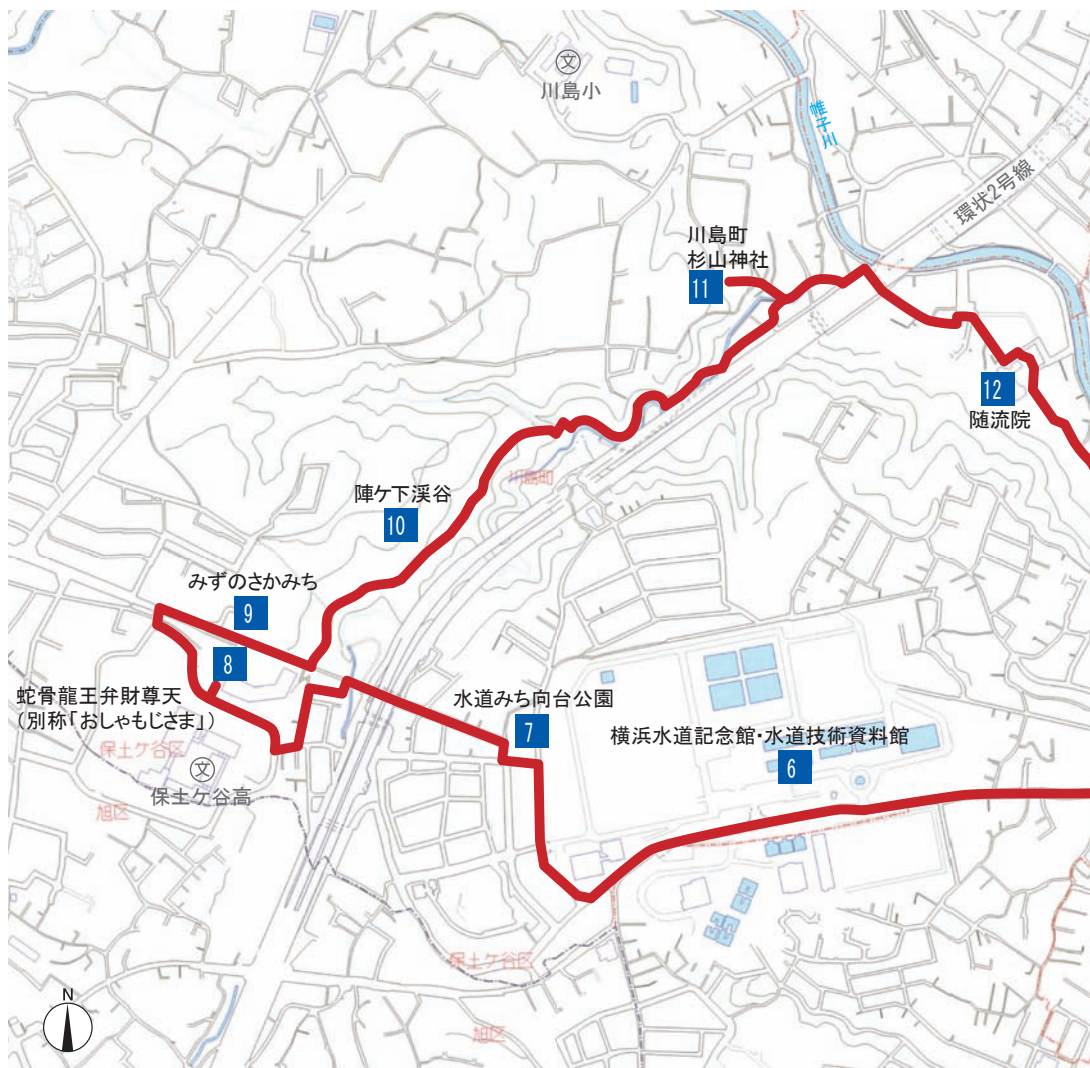 文
川島小
帷子川
環状2号線
川島町
杉山神社
11
12
随流院
川島町
陣ケ下渓谷
10
みずのさかみち
9
8
蛇骨龍王弁財尊天
(別称「おしゃもじさま」)
水道みち向台公園
7
横浜水道記念館・水道技術資料館
6
保土ケ谷区
文
保土ケ谷高
旭区
保土ケ谷区
旭区
N